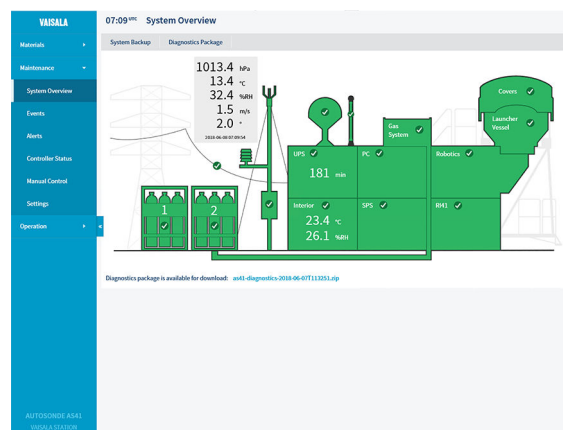 VAISALA
07:09 UTC System Overview
Materials
System Backup Diagnostics Package
Maintenance
System Overview
Events
Alerts
Controller Status
Manual Control
Settings
Operation
«
1013.4 hPa
13.4 °C
32.4 %RH
1.5 m/s
2.0 °
2018-06-08 07:09:54
Covers
Launcher
Vessel
Gas
System
UPS
181 min
PC
Robotics
Interior
23.4 °C
26.1 %RH
SPS
RM1
1
2
Diagnostics package is available for download: as41-diagnostics-2018-06-07T113251.zip
AUTOSONDE AS41
VAISALA STATION